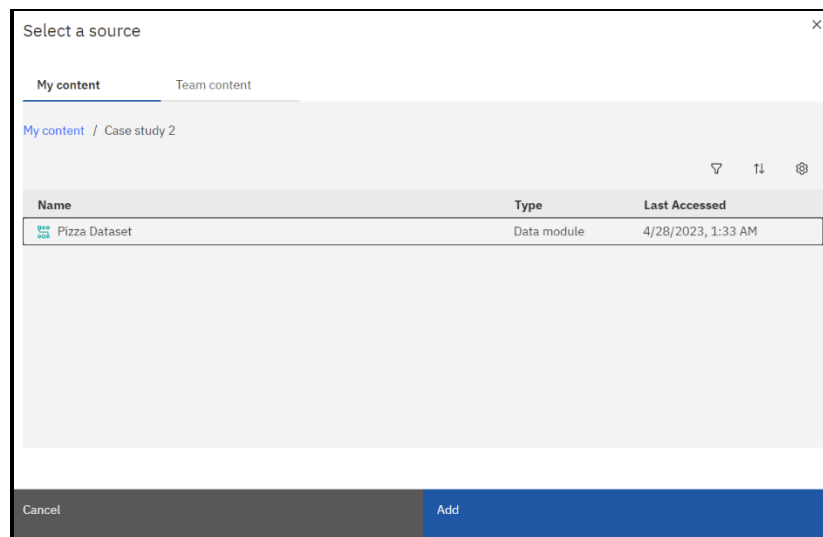 Select a source
My content Team content
My content / Case study 2
Name Type Last Accessed
Pizza Dataset Data module 4/28/2023, 1:33 AM
Cancel Add